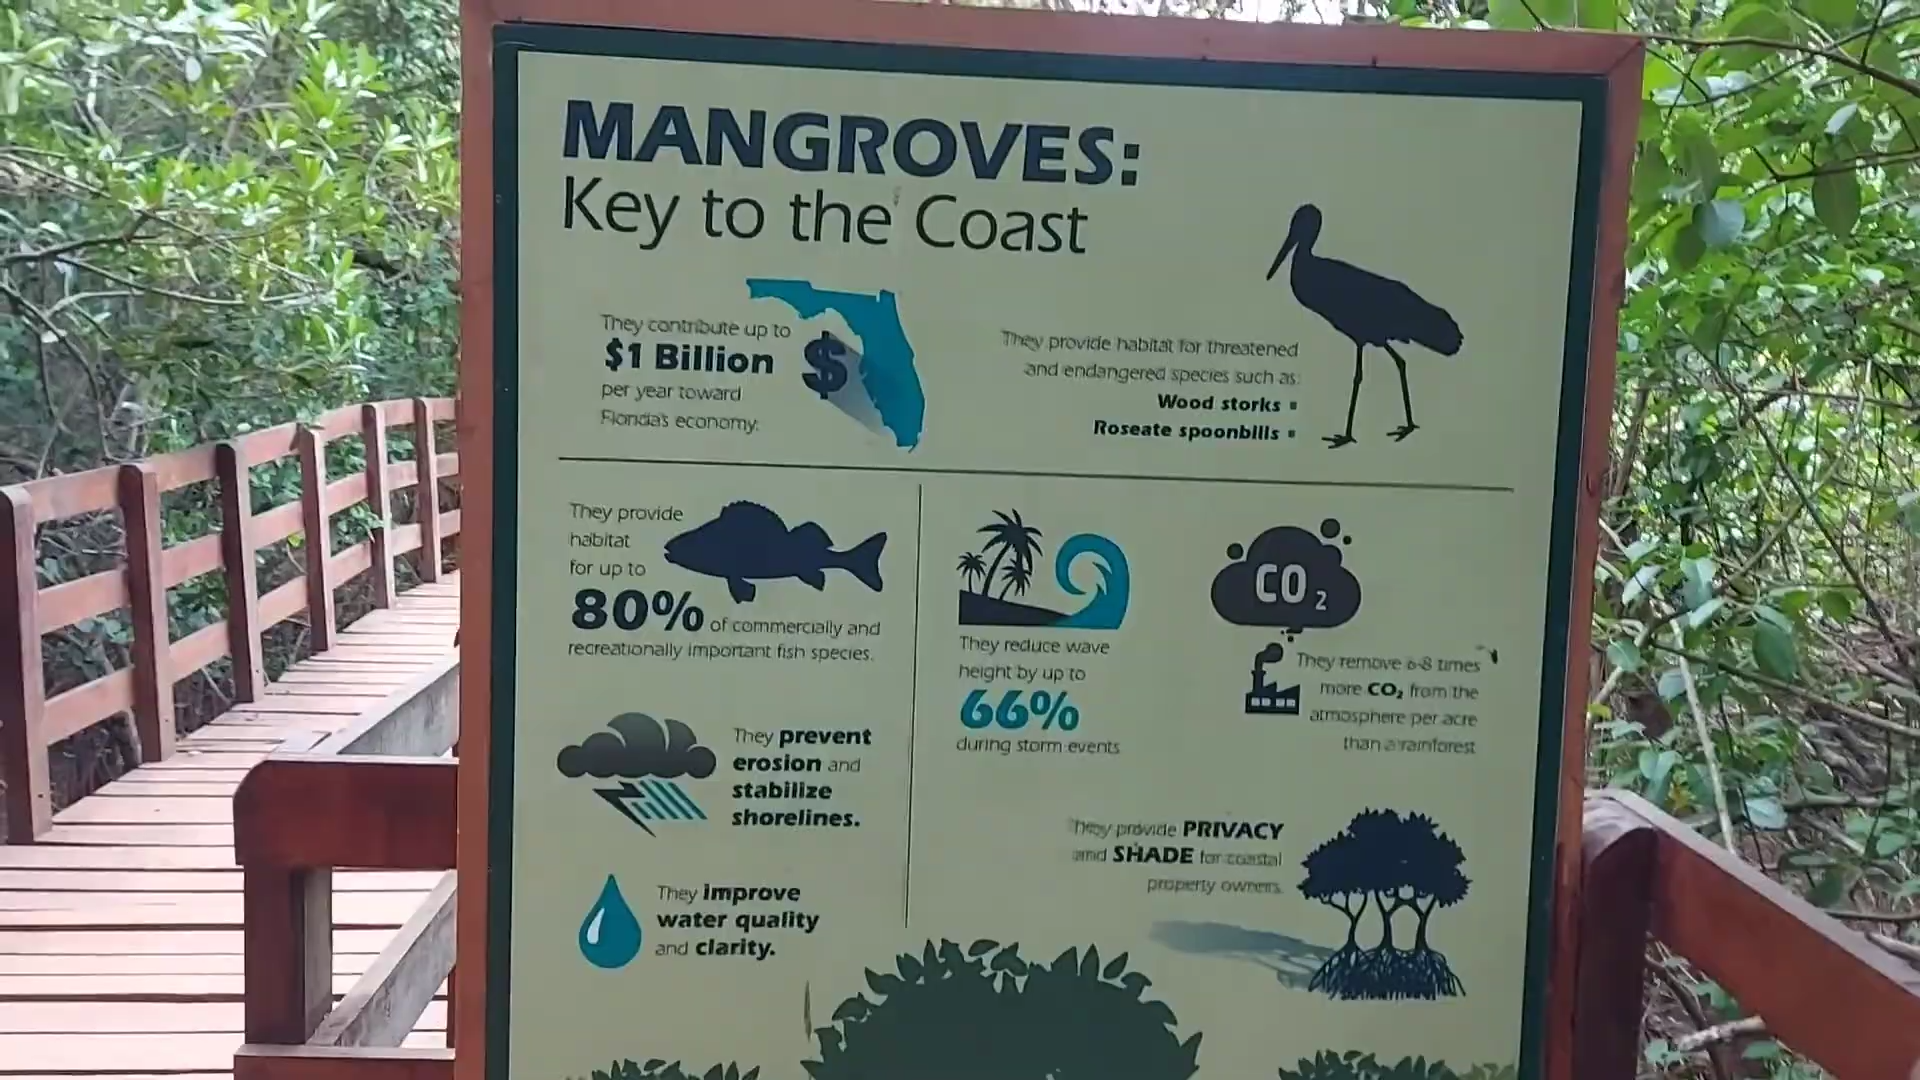 MANGROVES:
Key to the Coast
They contribute up to
$1 Billion
per year toward
Florida's economy.
$
They provide habitat for threatened
and endangered species such as:
Wood storks ▪
Roseate spoonbills ▪
They provide
habitat
for up to
80% of commercially and
recreationally important fish species.
They prevent
erosion and
stabilize
shorelines.
They improve
water quality
and clarity.
They reduce wave
height by up to
66%
during storm events
CO2
They remove 6-8 times
more CO2 from the
atmosphere per acre
than a rainforest
They provide PRIVACY
and SHADE for coastal
property owners.